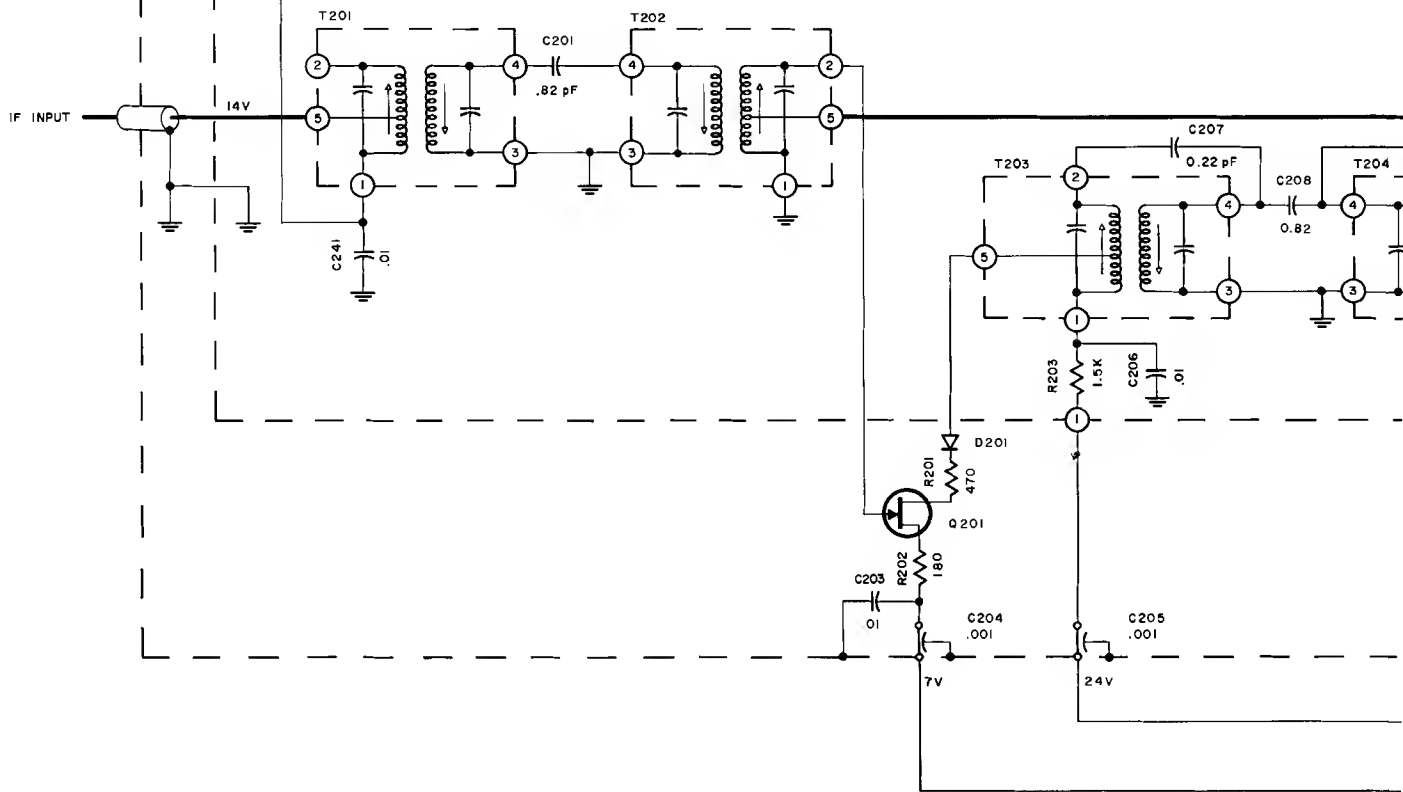 T201
T202
C201
2
4
4
2
.82 pF
IF INPUT
14V
5
5
C207
0.22 pF
3
3
T203
2
T204
C208
1
1
4
4
0.82
C241
.01
5
3
3
1
R203
1.5K
C206
.01
1
D201
R201
470
Q201
R202
180
C203
.01
C204
.001
C205
.001
7V
24V